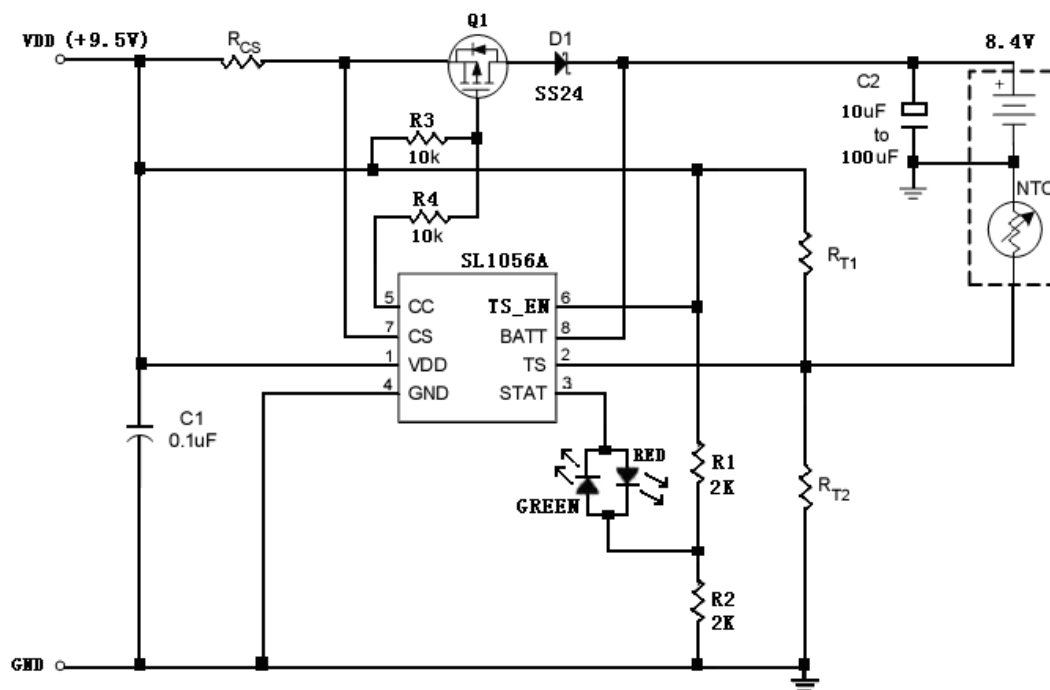 Q1
VDD (+9.5V)
RCS
D1
8.4V
SS24
C2
10uF
to
100uF
+
R3
10k
NTC
R4
10k
RT1
SL1056A
5 CC TS_EN 6
7 CS BATT 8
1 VDD TS 2
4 GND STAT 3
C1
0.1uF
RED
GREEN
R1
2K
RT2
R2
2K
GND